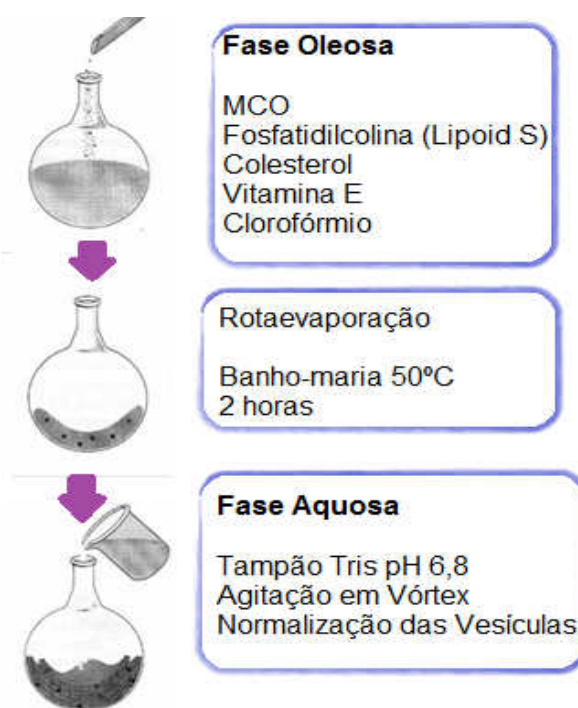 Fase Oleosa
MCO
Fosfatidilcolina (Lipoid S)
Colesterol
Vitamina E
Clorofórmio
Rotaevaporação
Banho-maria 50ºC
2 horas
Fase Aquosa
Tampão Tris pH 6,8
Agitação em Vórtex
Normalização das Vesículas